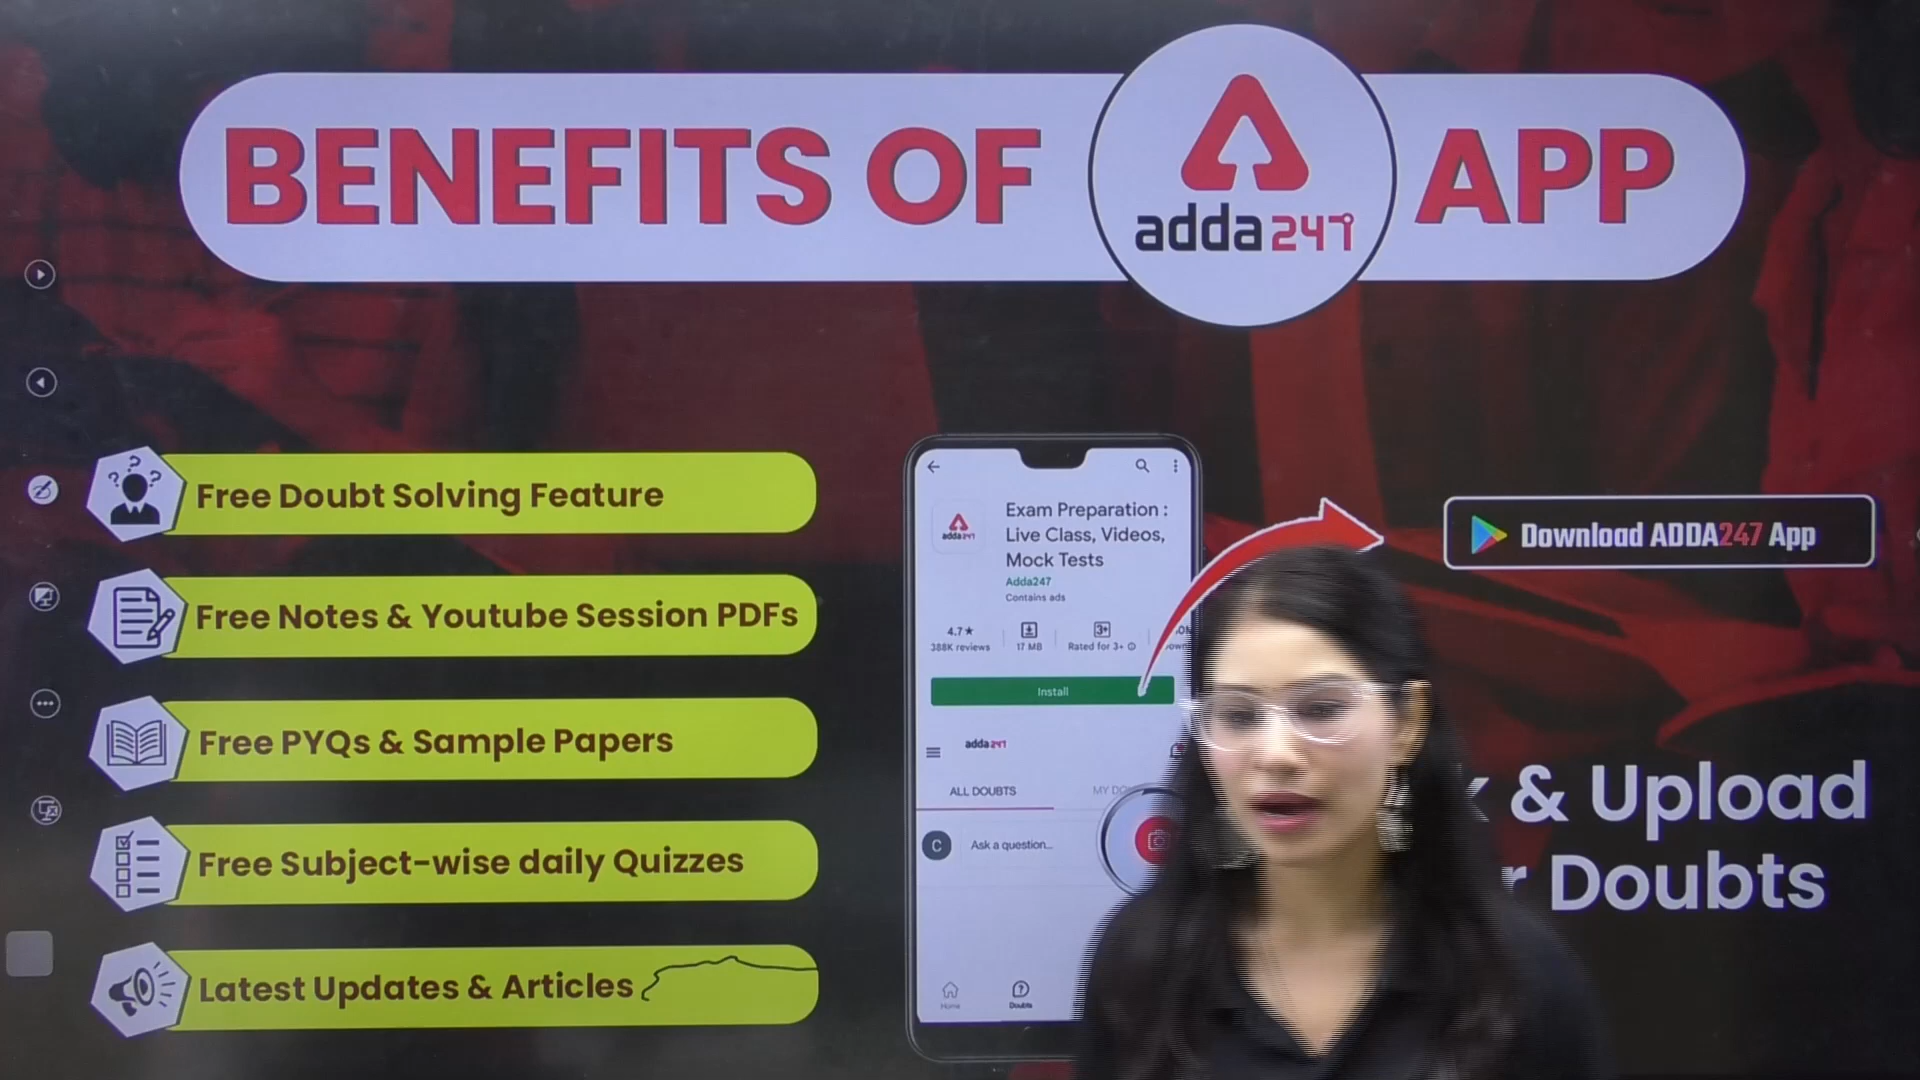 BENEFITS OF adda247 APP
Free Doubt Solving Feature
Free Notes & Youtube Session PDFs
Free PYQs & Sample Papers
Free Subject-wise daily Quizzes
Latest Updates & Articles
Exam Preparation :
Live Class, Videos,
Mock Tests
Adda247
Contains ads
4.7★
388K reviews
17 MB
3+
Rated for 3+
Install
adda247
adda247
ALL DOUBTS
C
Ask a question...
Home
Doubts
Download ADDA247 App
& Upload
Doubts